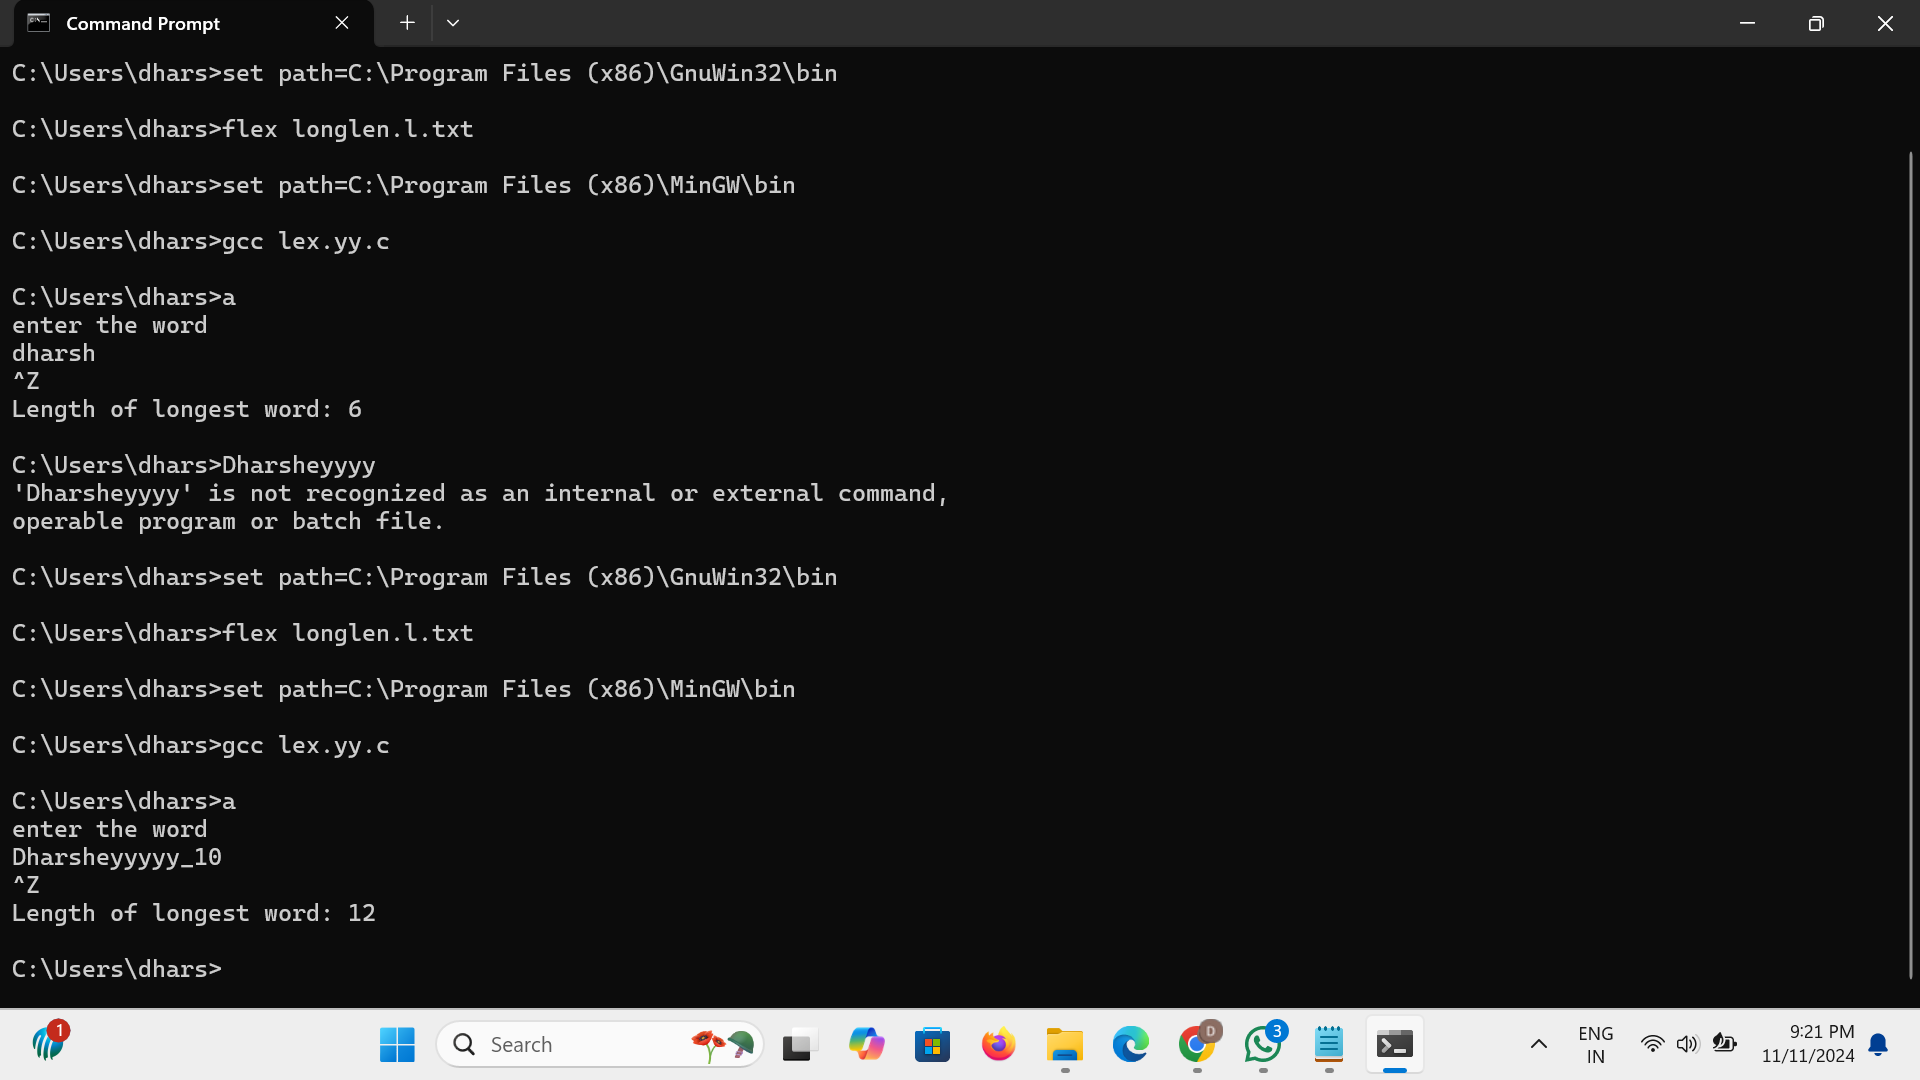 Command Prompt
C:\Users\dhars>set path=C:\Program Files (x86)\GnuWin32\bin
C:\Users\dhars>flex longlen.l.txt
C:\Users\dhars>set path=C:\Program Files (x86)\MinGW\bin
C:\Users\dhars>gcc lex.yy.c
C:\Users\dhars>a
enter the word
dharsh
^Z
Length of longest word: 6
C:\Users\dhars>Dharsheyyyy
'Dharsheyyyy' is not recognized as an internal or external command,
operable program or batch file.
C:\Users\dhars>set path=C:\Program Files (x86)\GnuWin32\bin
C:\Users\dhars>flex longlen.l.txt
C:\Users\dhars>set path=C:\Program Files (x86)\MinGW\bin
C:\Users\dhars>gcc lex.yy.c
C:\Users\dhars>a
enter the word
Dharsheyyyyy_10
^Z
Length of longest word: 12
C:\Users\dhars>
1
Search
D
3
ENG
IN
9:21 PM
11/11/2024